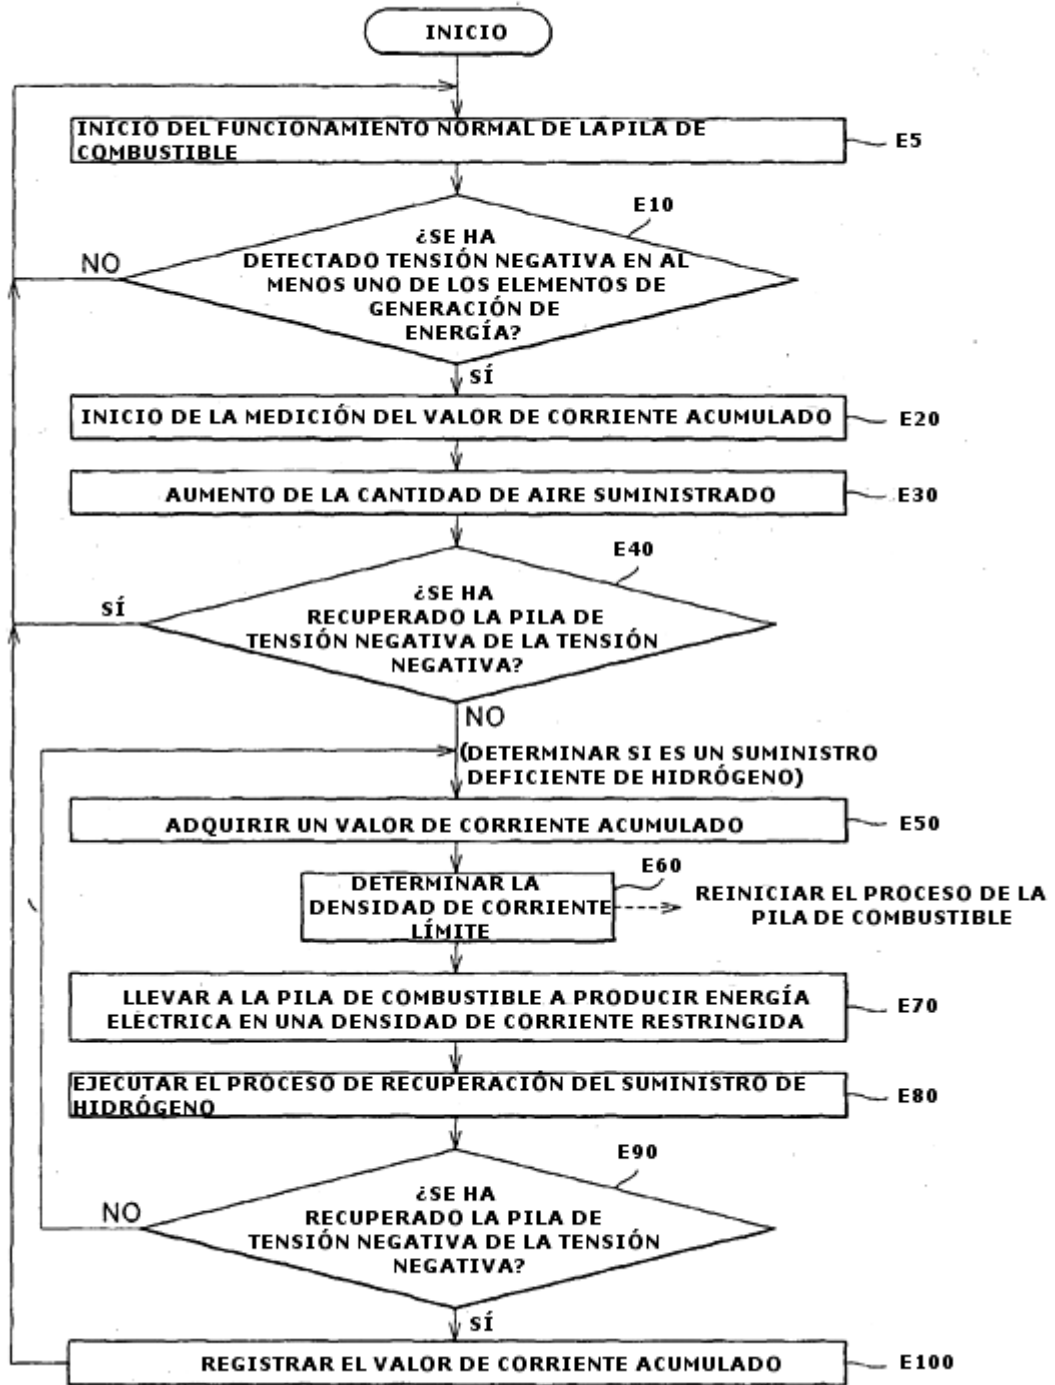 INICIO
INICIO DEL FUNCIONAMIENTO NORMAL DE LA PILA DE
COMBUSTIBLE
E5
E10
¿SE HA
DETECTADO TENSIÓN NEGATIVA EN AL
MENOS UNO DE LOS ELEMENTOS DE
GENERACIÓN DE
ENERGÍA?
NO
SÍ
INICIO DE LA MEDICIÓN DEL VALOR DE CORRIENTE ACUMULADO
E20
AUMENTO DE LA CANTIDAD DE AIRE SUMINISTRADO
E30
E40
¿SE HA
RECUPERADO LA PILA DE
TENSIÓN NEGATIVA DE LA TENSIÓN
NEGATIVA?
SÍ
NO
(DETERMINAR SI ES UN SUMINISTRO
DEFICIENTE DE HIDRÓGENO)
ADQUIRIR UN VALOR DE CORRIENTE ACUMULADO
E50
E60
DETERMINAR LA
DENSIDAD DE CORRIENTE
LÍMITE
REINICIAR EL PROCESO DE LA
PILA DE COMBUSTIBLE
LLEVAR A LA PILA DE COMBUSTIBLE A PRODUCIR ENERGÍA
ELÉCTRICA EN UNA DENSIDAD DE CORRIENTE RESTRINGIDA
E70
EJECUTAR EL PROCESO DE RECUPERACIÓN DEL SUMINISTRO DE
HIDRÓGENO
E80
E90
¿SE HA
RECUPERADO LA PILA DE
TENSIÓN NEGATIVA DE LA TENSIÓN
NEGATIVA?
NO
SÍ
REGISTRAR EL VALOR DE CORRIENTE ACUMULADO
E100